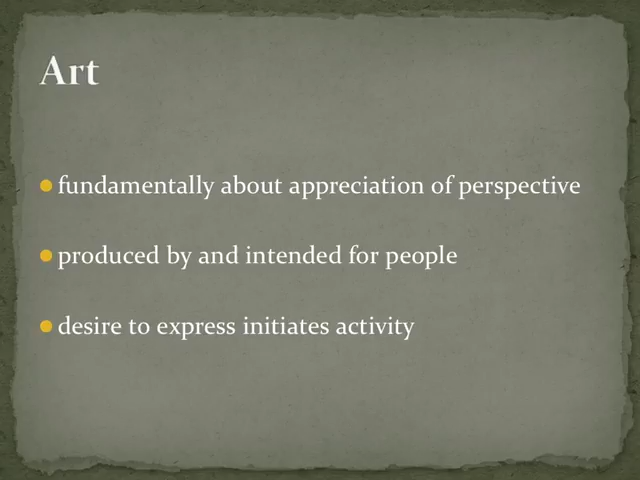 Art
fundamentally about appreciation of perspective
produced by and intended for people
desire to express initiates activity